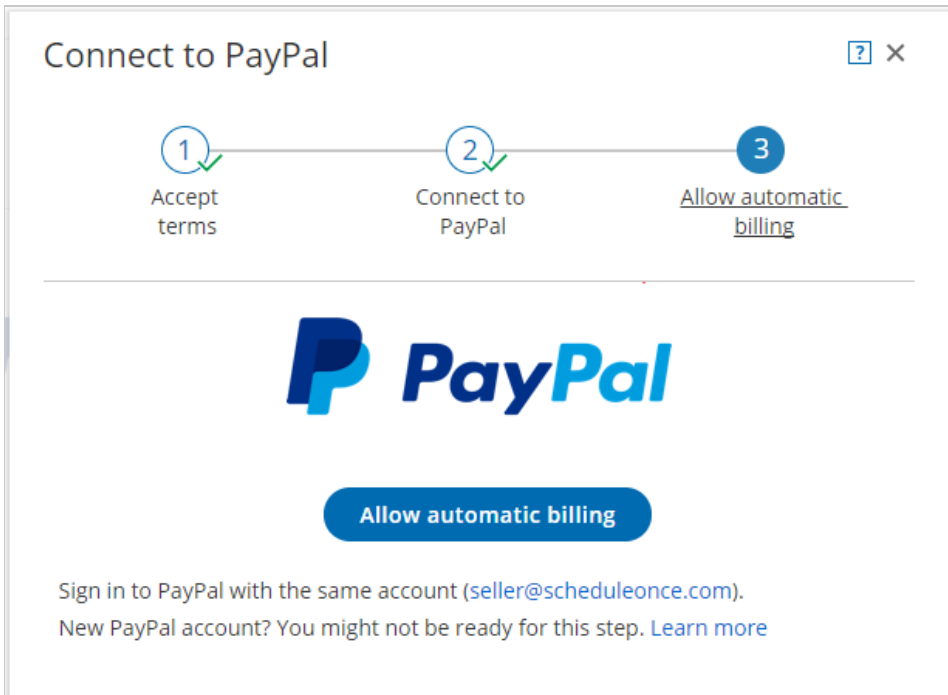 Connect to PayPal ? ×
1 2 3
Accept Connect to Allow automatic
terms PayPal billing
PayPal
Allow automatic billing
Sign in to PayPal with the same account (seller@scheduleonce.com).
New PayPal account? You might not be ready for this step. Learn more